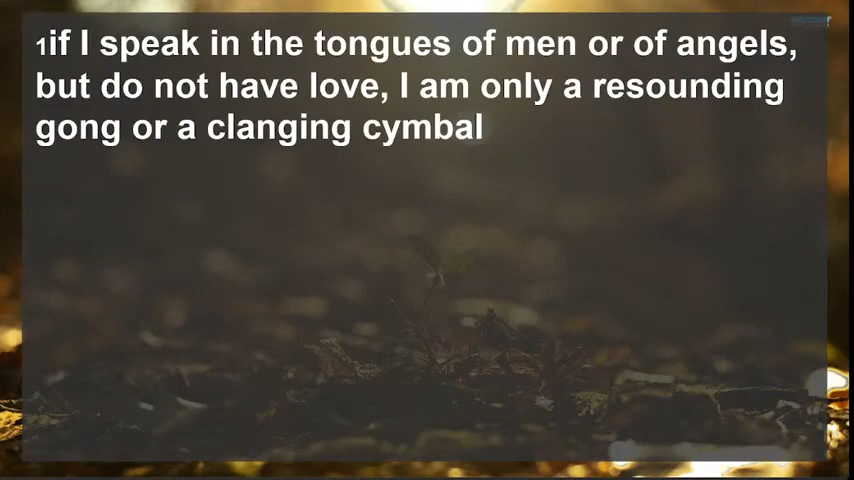 1if I speak in the tongues of men or of angels,
but do not have love, I am only a resounding
gong or a clanging cymbal